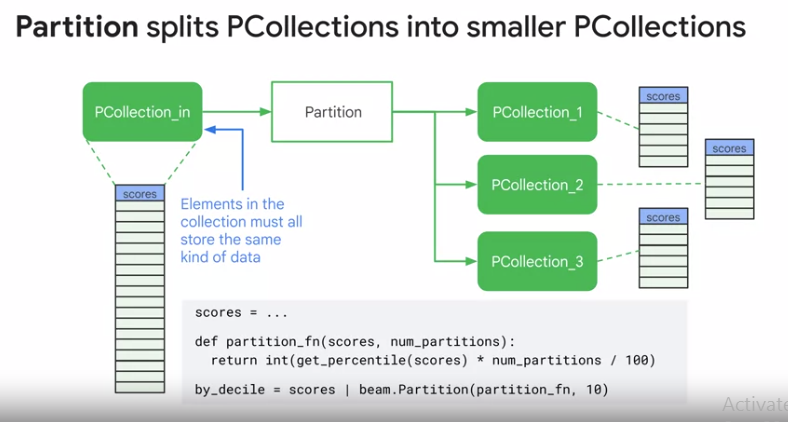 Partition splits PCollections into smaller PCollections
PCollection_in
Partition
PCollection_1
scores
scores
PCollection_2
scores
Elements in the
collection must all
store the same
kind of data
scores
PCollection_3
scores = ...
def partition_fn(scores, num_partitions):
return int(get_percentile(scores) * num_partitions / 100)
by_decile = scores | beam.Partition(partition_fn, 10)
Activate